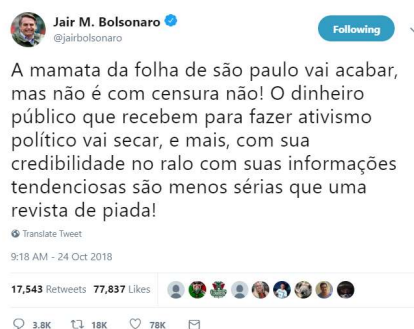 Jair M. Bolsonaro
@jairbolsonaro
Following
A mamata da folha de são paulo vai acabar,
mas não é com censura não! O dinheiro
público que recebem para fazer ativismo
político vai secar, e mais, com sua
credibilidade no ralo com suas informações
tendenciosas são menos sérias que uma
revista de piada!
Translate Tweet
9:18 AM - 24 Oct 2018
17,543 Retweets 77,837 Likes
3.8K 18K 78K